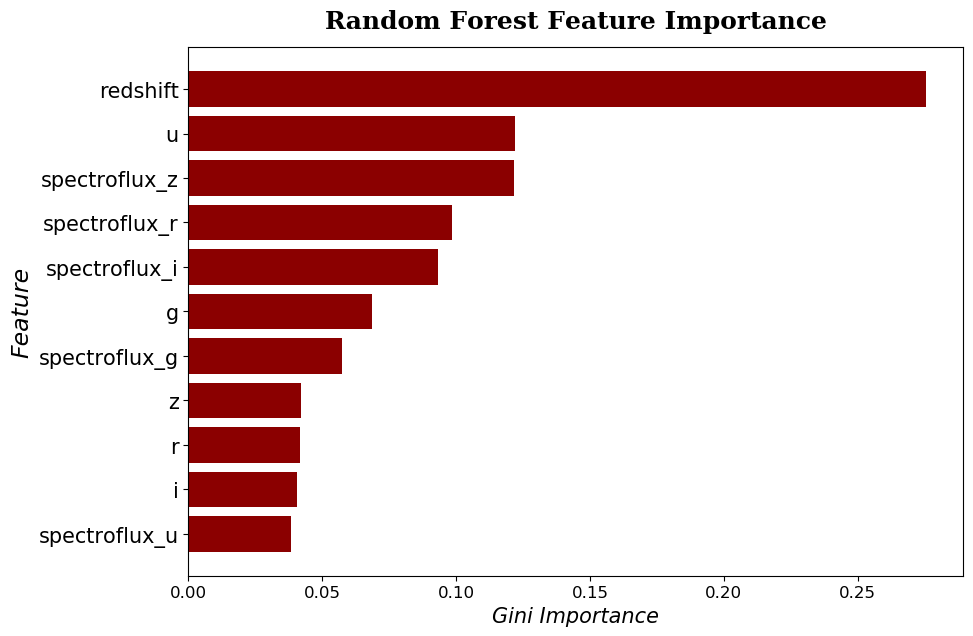 Random Forest Feature Importance
Feature
redshift
u
spectroflux_z
spectroflux_r
spectroflux_i
g
spectroflux_g
z
r
i
spectroflux_u
0.00 0.05 0.10 0.15 0.20 0.25
Gini Importance